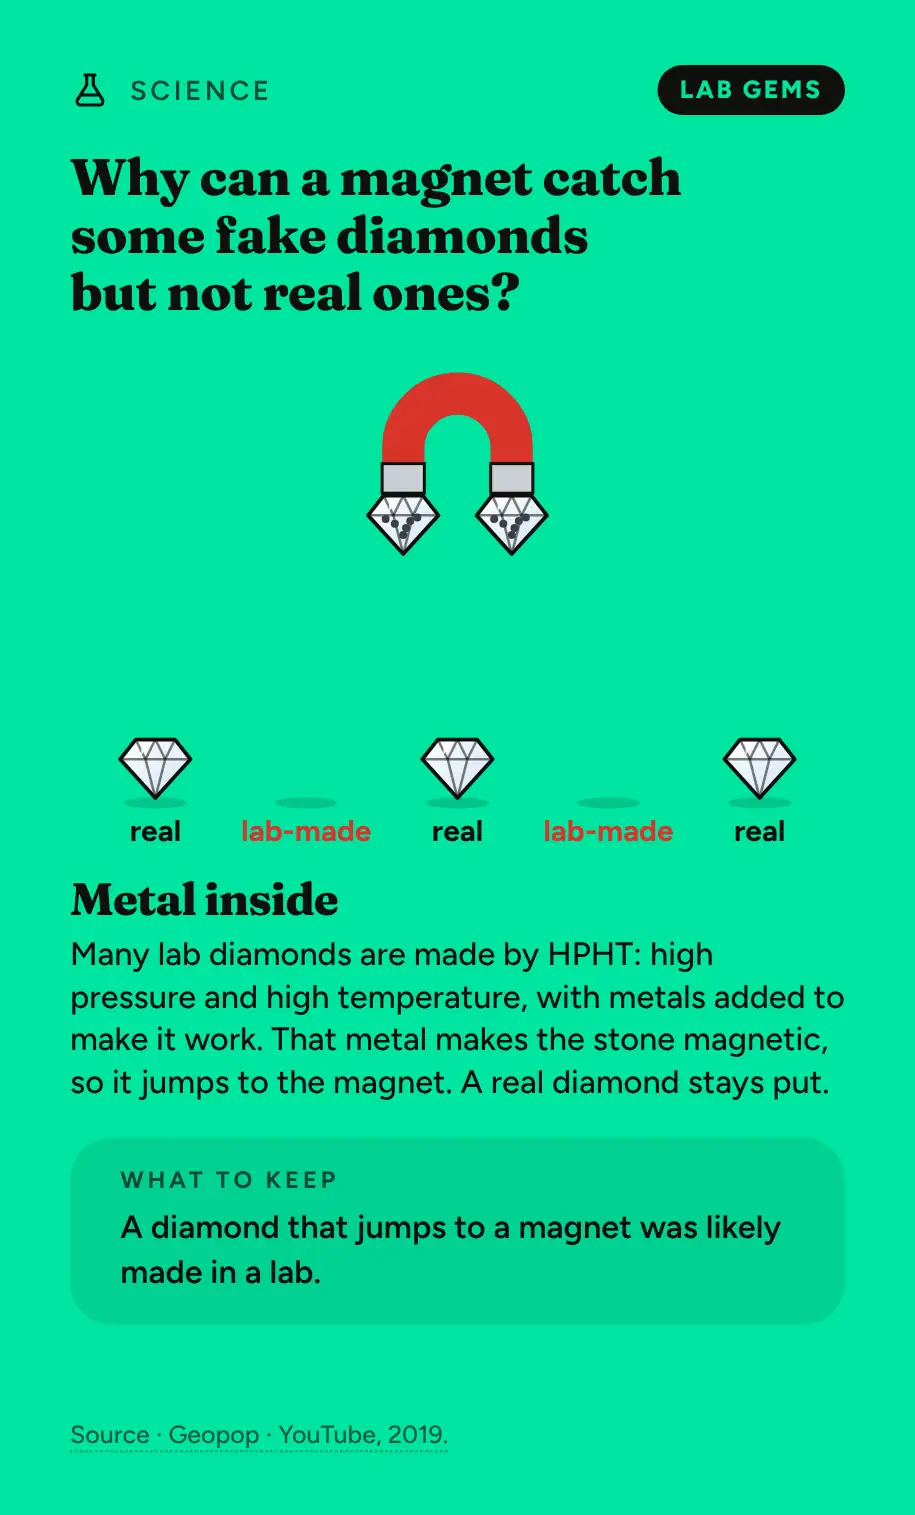 SCIENCE
LAB GEMS
Why can a magnet catch
some fake diamonds
but not real ones?
real
lab-made
real
lab-made
real
Metal inside
Many lab diamonds are made by HPHT: high
pressure and high temperature, with metals added to
make it work. That metal makes the stone magnetic,
so it jumps to the magnet. A real diamond stays put.
WHAT TO KEEP
A diamond that jumps to a magnet was likely
made in a lab.
Source · Geopop · YouTube, 2019.